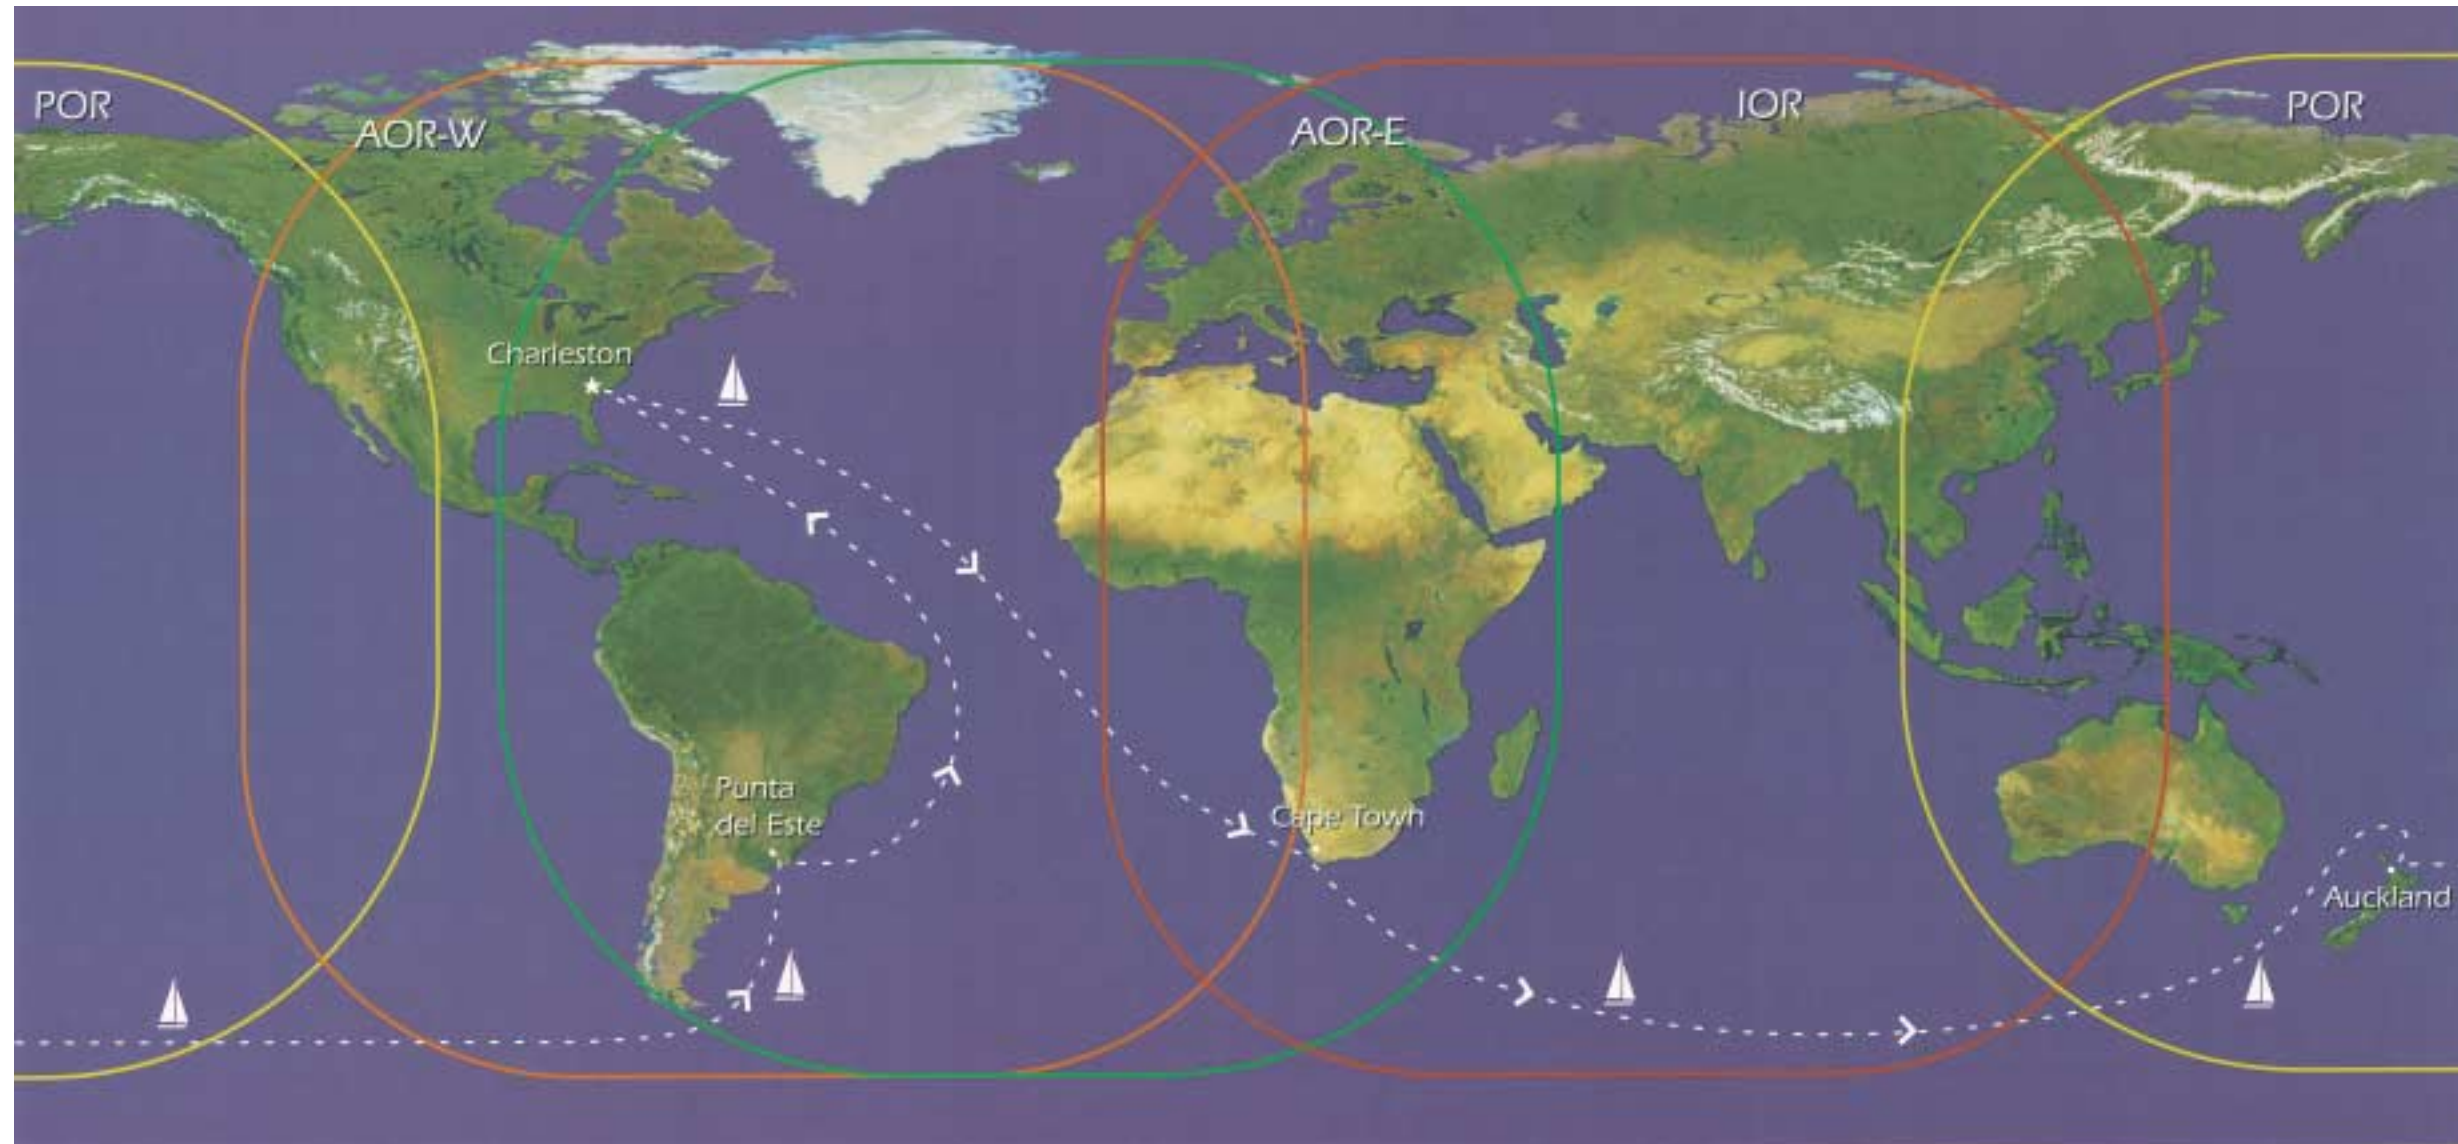 POR
AOR-W
AOR-E
IOR
POR
Charleston
Punta
del Este
Cape Town
Auckland